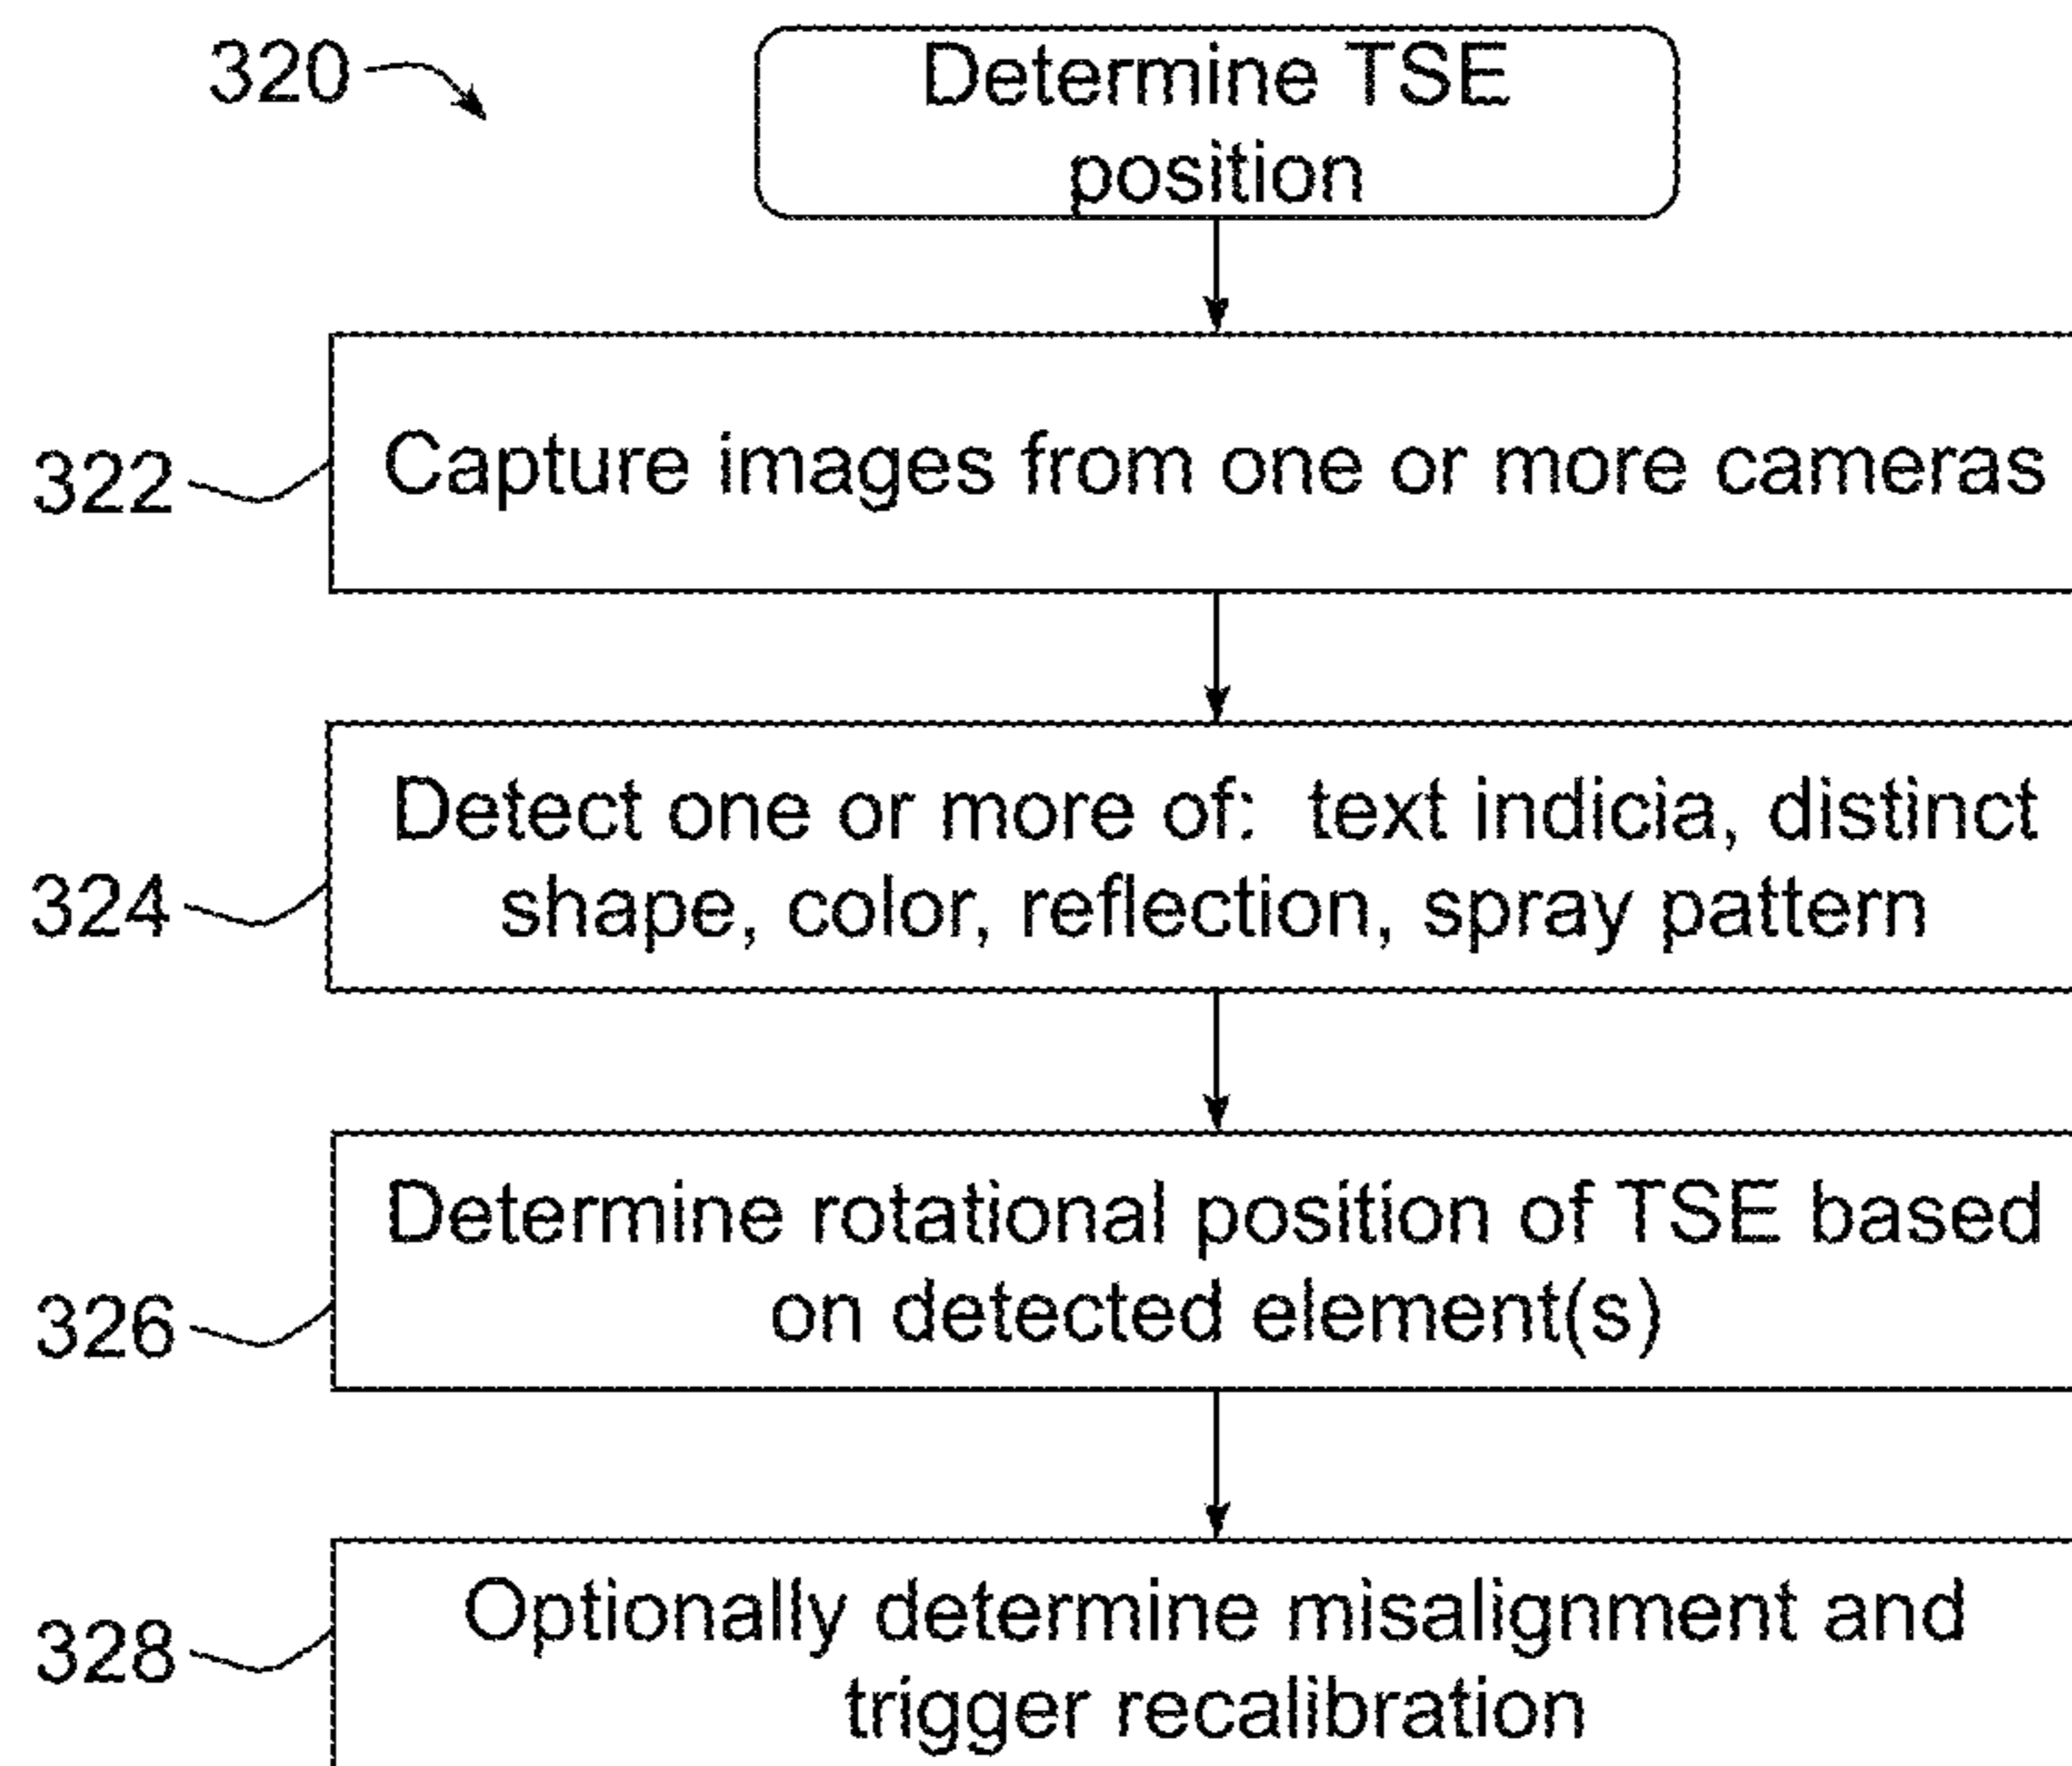 320
Determine TSE
position
322
Capture images from one or more cameras
324
Detect one or more of: text indicia, distinct
shape, color, reflection, spray pattern
326
Determine rotational position of TSE based
on detected element(s)
328
Optionally determine misalignment and
trigger recalibration